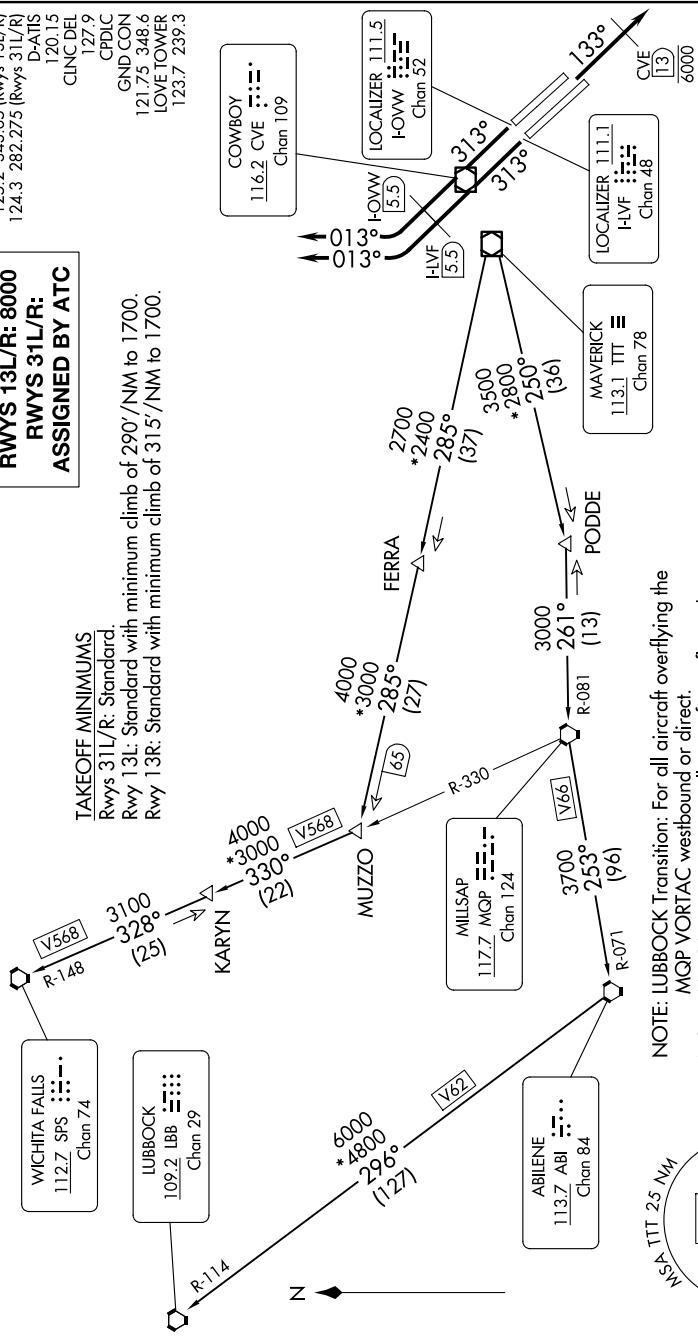 124.3 282.275 (Rwys 31L/R)
D-ATIS
120.15
CLNC DEL
127.9
CPDLC
GND CON
121.75 348.6
LOVE TOWER
123.7 239.3
RWYS 13L/R: 8000
RWYS 31L/R:
ASSIGNED BY ATC
TAKEOFF MINIMUMS
Rwys 31L/R: Standard.
Rwy 13L: Standard with minimum climb of 290'/NM to 1700.
Rwy 13R: Standard with minimum climb of 315'/NM to 1700.
COWBOY
116.2 CVE
Chan 109
LOCALIZER 111.5
I-OVW
Chan 52
LOCALIZER 111.1
I-LVF
Chan 48
MAVERICK
113.1 TTT
Chan 78
313°
313°
I-OVW
5.5
I-LVF
5.5
013°
013°
133°
CVE
13
6000
2700
*2400
285°
(37)
3500
*2800
250°
(36)
FERRA
PODDE
4000
*3000
285°
(27)
65
3000
261°
(13)
R-081
R-330
MUZZO
V568
4000
*3000
330°
(22)
KARYN
V568
3100
328°
(25)
R-148
WICHITA FALLS
112.7 SPS
Chan 74
LUBBOCK
109.2 LBB
Chan 29
MILLSAP
117.7 MQP
Chan 124
V66
3700
253°
(96)
R-071
ABILENE
113.7 ABI
Chan 84
V62
6000
*4800
296°
(127)
R-114
N
NOTE: LUBBOCK Transition: For all aircraft overflying the
MQP VORTAC westbound or direct.
MSA TTT 25 NM